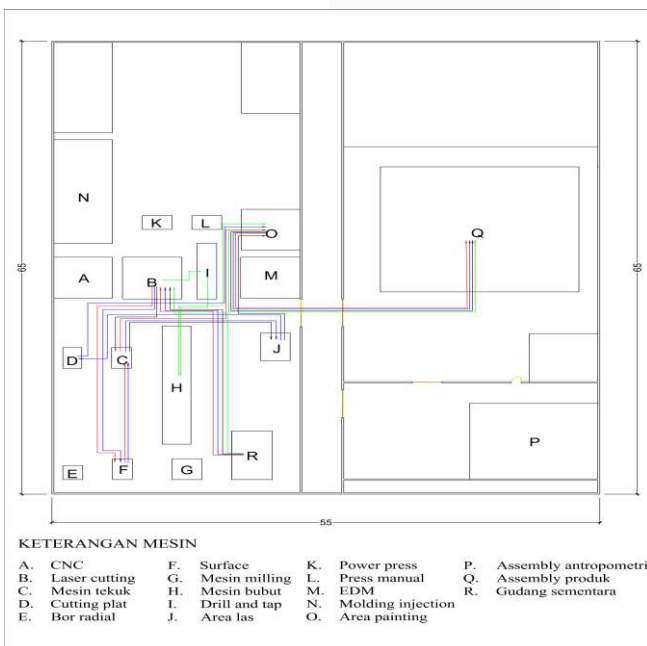 N
K
L
O
Q
A
B
I
M
D
C
J
H
E
F
G
R
P
65
65
55
KETERANGAN MESIN
A. CNC F. Surface K. Power press P. Assembly antropometri
B. Laser cutting G. Mesin milling L. Press manual Q. Assembly produk
C. Mesin tekuk H. Mesin bubut M. EDM R. Gudang sementara
D. Cutting plat I. Drill and tap N. Molding injection
E. Bor radial J. Area las O. Area painting